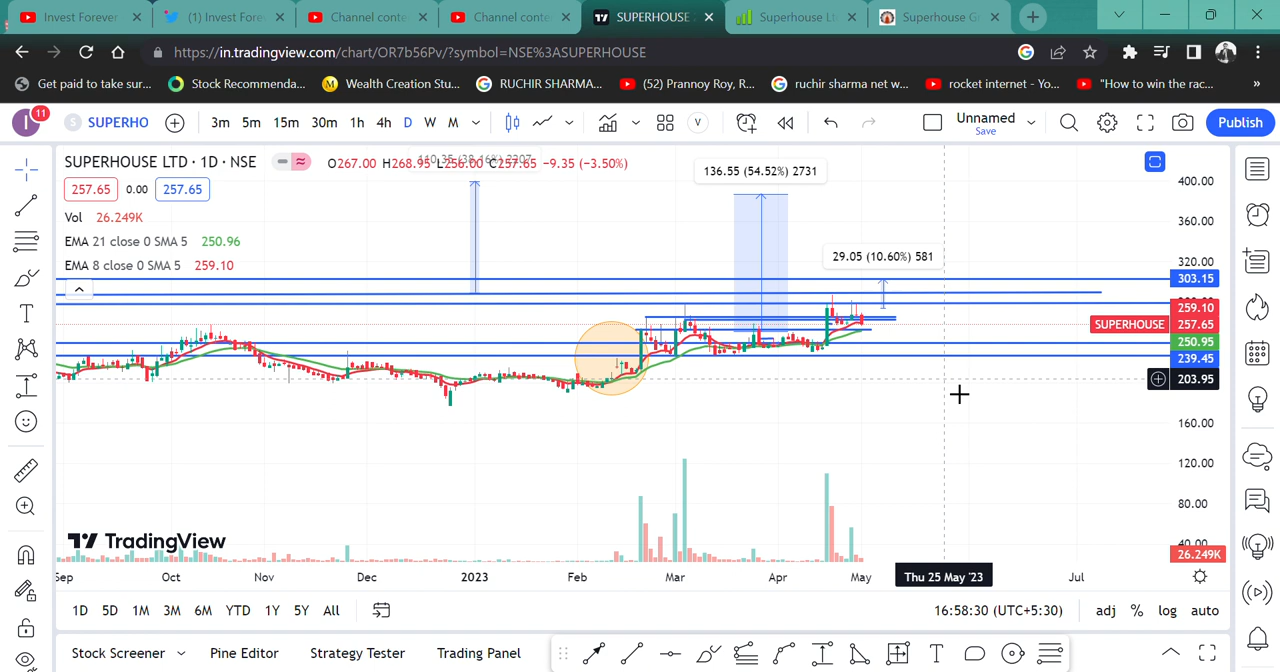 Invest Forever
(1) Invest Fore
Channel conte
Channel conte
SUPERHOUSE
Superhouse Lt
Superhouse G
https://in.tradingview.com/chart/OR7b56Pv/?symbol=NSE%3ASUPERHOUSE
Get paid to take sur...
Stock Recommenda...
Wealth Creation Stu...
RUCHIR SHARMA...
(52) Prannoy Roy, R...
ruchir sharma net w...
rocket internet - Yo...
"How to win the rac...
»
I
11
S
SUPERHO
3m 5m 15m 30m 1h 4h D W M
V
Unnamed
Save
Publish
SUPERHOUSE LTD · 1D · NSE
O267.00 H268.95 L256.00 C257.65 -9.35 (-3.50%)
257.65 0.00 257.65
Vol 26.249K
EMA 21 close 0 SMA 5 250.96
EMA 8 close 0 SMA 5 259.10
136.55 (54.52%) 2731
29.05 (10.60%) 581
400.00
360.00
320.00
303.15
259.10
SUPERHOUSE 257.65
250.95
239.45
203.95
160.00
120.00
80.00
40.00
26.249K
TradingView
Sep Oct Nov Dec 2023 Feb Mar Apr May Thu 25 May '23 Jul
1D 5D 1M 3M 6M YTD 1Y 5Y All
16:58:30 (UTC+5:30) adj % log auto
Stock Screener Pine Editor Strategy Tester Trading Panel